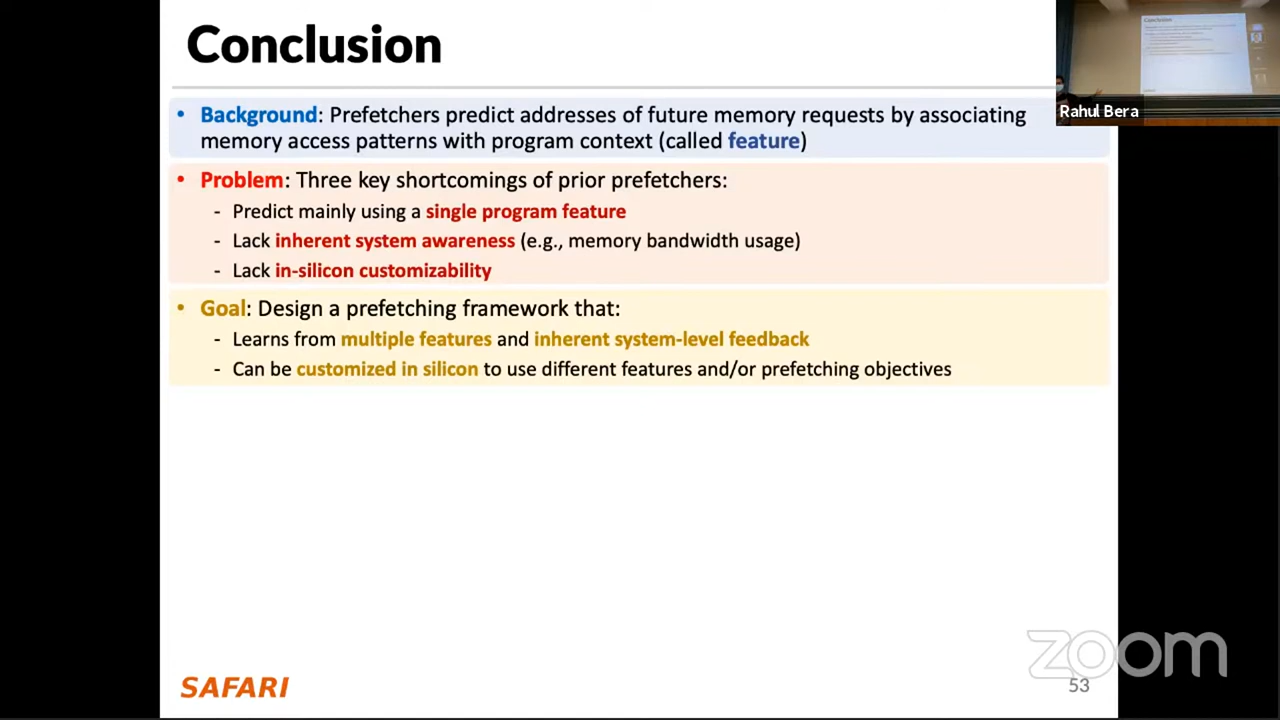 Conclusion
• Background: Prefetchers predict addresses of future memory requests by associating
memory access patterns with program context (called feature)
• Problem: Three key shortcomings of prior prefetchers:
- Predict mainly using a single program feature
- Lack inherent system awareness (e.g., memory bandwidth usage)
- Lack in-silicon customizability
• Goal: Design a prefetching framework that:
- Learns from multiple features and inherent system-level feedback
- Can be customized in silicon to use different features and/or prefetching objectives
SAFARI
53
zoom
Conclusion
Rahul Bera